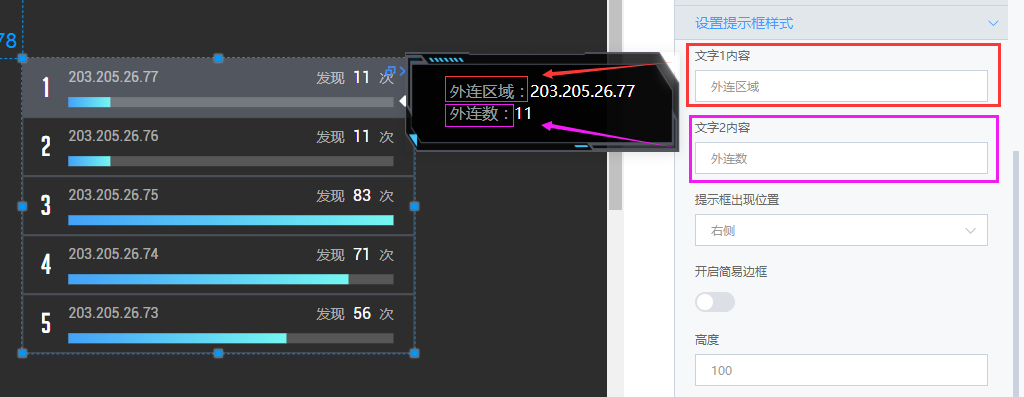 78
1 203.205.26.77 发现 11 次
2 203.205.26.76 发现 11 次
3 203.205.26.75 发现 83 次
4 203.205.26.74 发现 71 次
5 203.205.26.73 发现 56 次
外连区域：203.205.26.77
外连数：11
设置提示框样式
文字1内容
外连区域
文字2内容
外连数
提示框出现位置
右侧
开启简易边框
高度
100